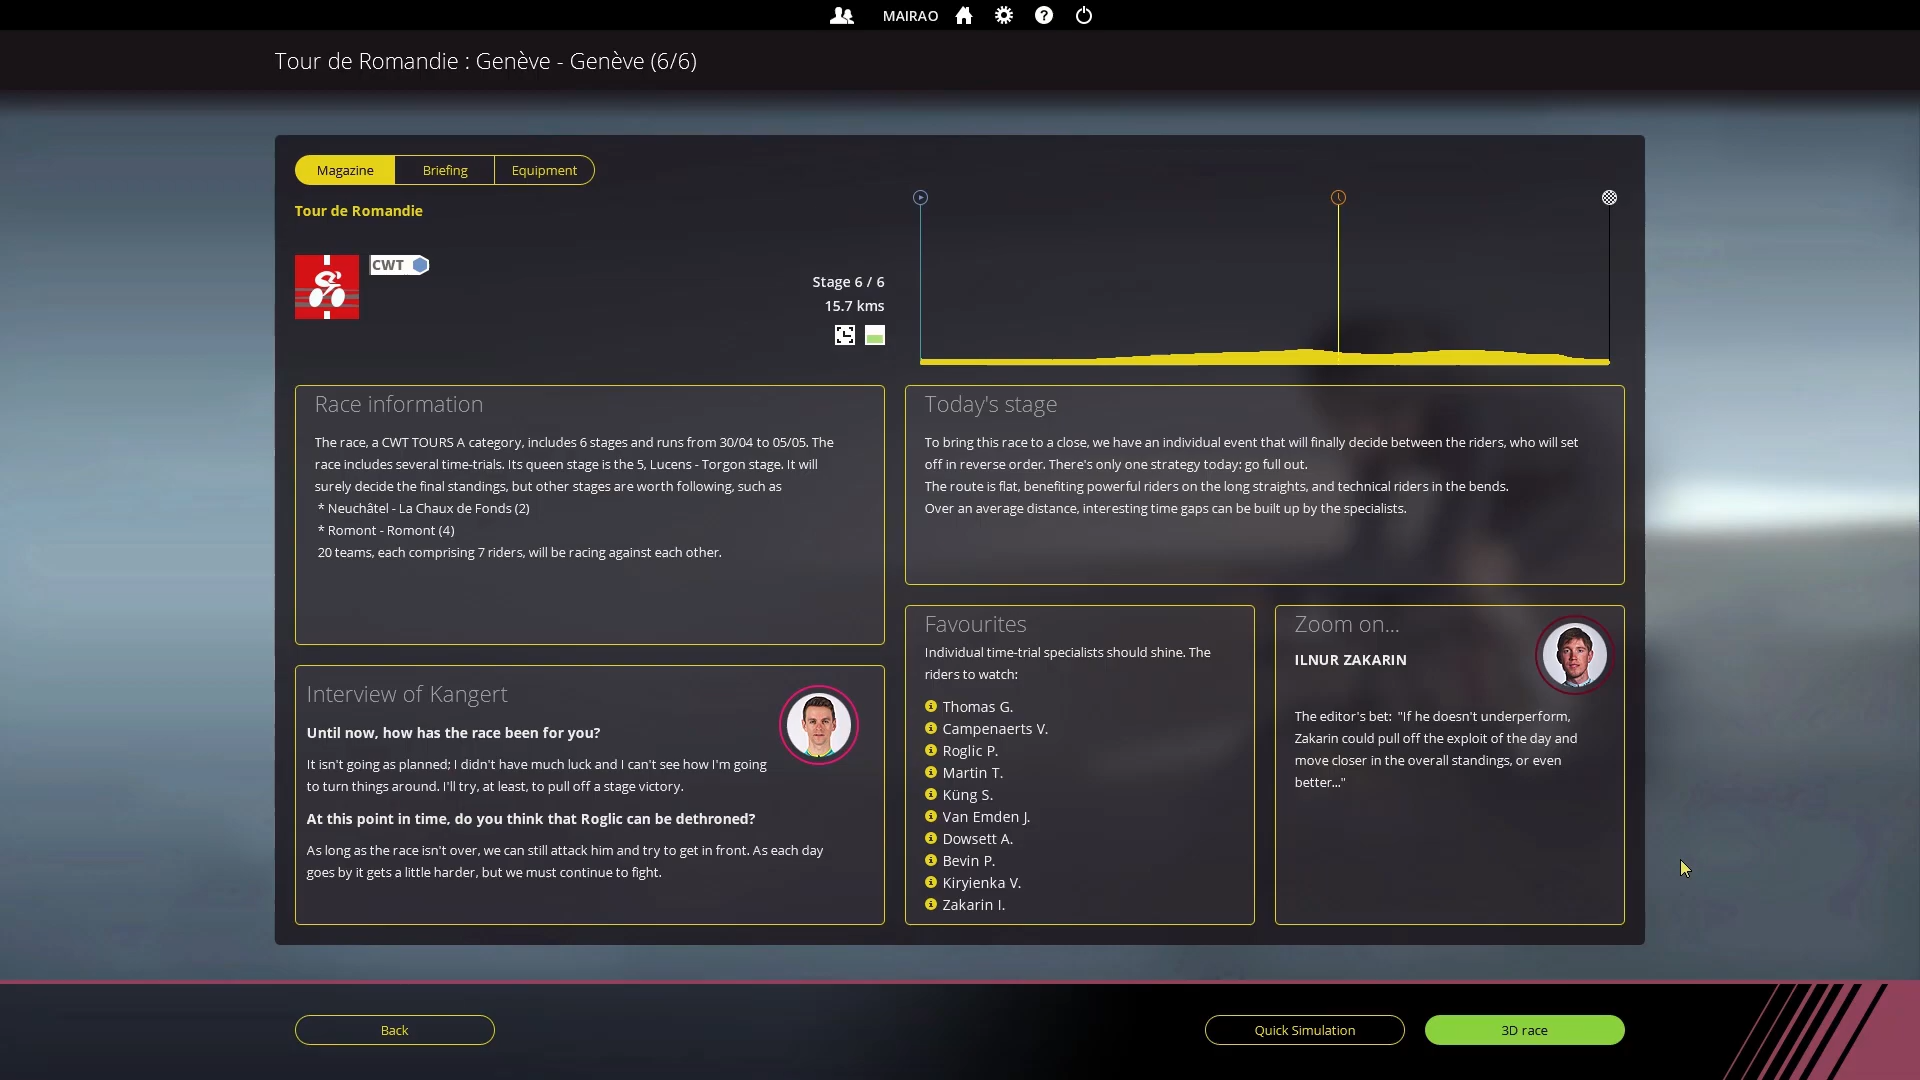 MAIRAO
Tour de Romandie : Genève - Genève (6/6)
Magazine
Briefing
Equipment
Tour de Romandie
CWT
Stage 6 / 6
15.7 kms
Race information
The race, a CWT TOURS A category, includes 6 stages and runs from 30/04 to 05/05. The
race includes several time-trials. Its queen stage is the 5, Lucens - Torgon stage. It will
surely decide the final standings, but other stages are worth following, such as
* Neuchâtel - La Chaux de Fonds (2)
* Romont - Romont (4)
20 teams, each comprising 7 riders, will be racing against each other.
Today's stage
To bring this race to a close, we have an individual event that will finally decide between the riders, who will set
off in reverse order. There's only one strategy today: go full out.
The route is flat, benefiting powerful riders on the long straights, and technical riders in the bends.
Over an average distance, interesting time gaps can be built up by the specialists.
Interview of Kangert
Until now, how has the race been for you?
It isn't going as planned; I didn't have much luck and I can't see how I'm going
to turn things around. I'll try, at least, to pull off a stage victory.
At this point in time, do you think that Roglic can be dethroned?
As long as the race isn't over, we can still attack him and try to get in front. As each day
goes by it gets a little harder, but we must continue to fight.
Favourites
Individual time-trial specialists should shine. The
riders to watch:
Thomas G.
Campenaerts V.
Roglic P.
Martin T.
Küng S.
Van Emden J.
Dowsett A.
Bevin P.
Kiryienka V.
Zakarin I.
Zoom on...
ILNUR ZAKARIN
The editor's bet: "If he doesn't underperform,
Zakarin could pull off the exploit of the day and
move closer in the overall standings, or even
better..."
Back
Quick Simulation
3D race